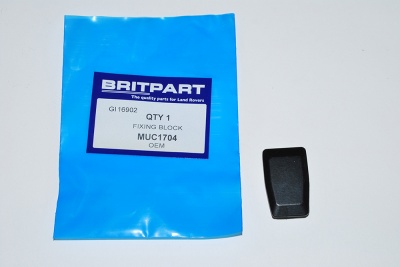 BRITPART
The quality parts for Land Rovers
GI16902
QTY 1
FIXING BLOCK
MUC1704
OEM